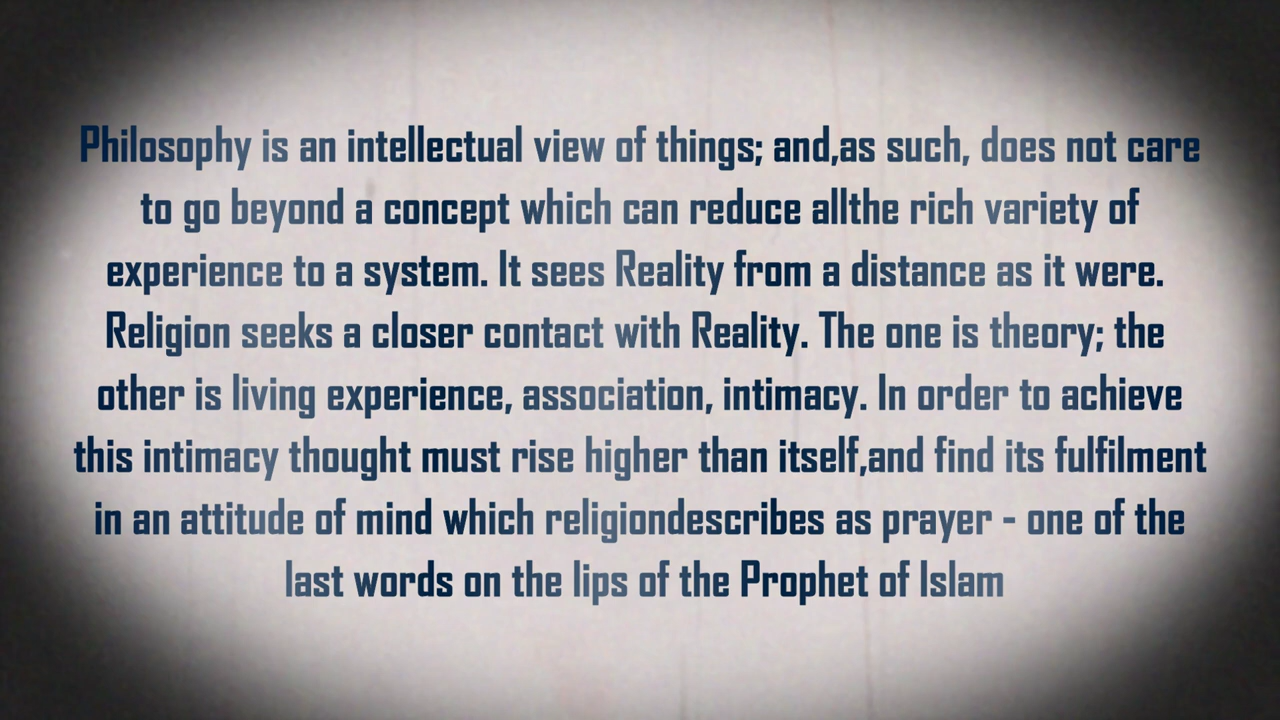 Philosophy is an intellectual view of things; and,as such, does not care
to go beyond a concept which can reduce allthe rich variety of
experience to a system. It sees Reality from a distance as it were.
Religion seeks a closer contact with Reality. The one is theory; the
other is living experience, association, intimacy. In order to achieve
this intimacy thought must rise higher than itself,and find its fulfilment
in an attitude of mind which religiondescribes as prayer - one of the
last words on the lips of the Prophet of Islam